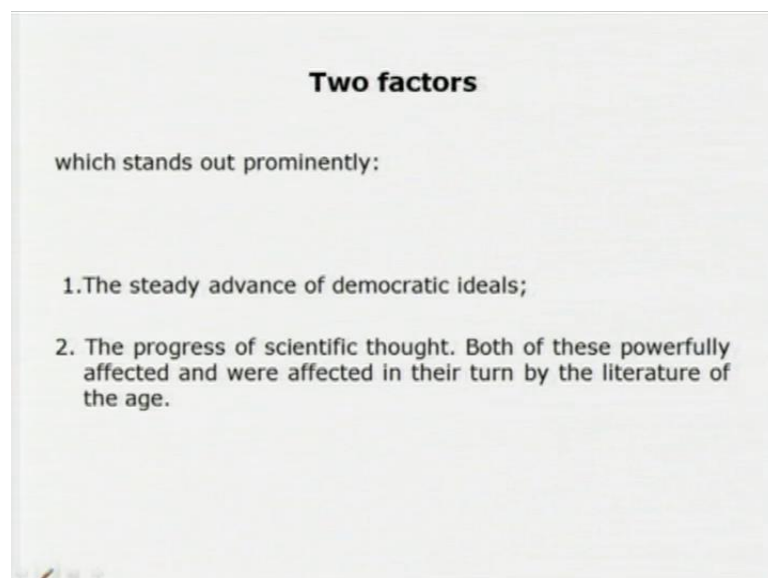 Two factors
which stands out prominently:
1.The steady advance of democratic ideals;
2. The progress of scientific thought. Both of these powerfully
affected and were affected in their turn by the literature of
the age.